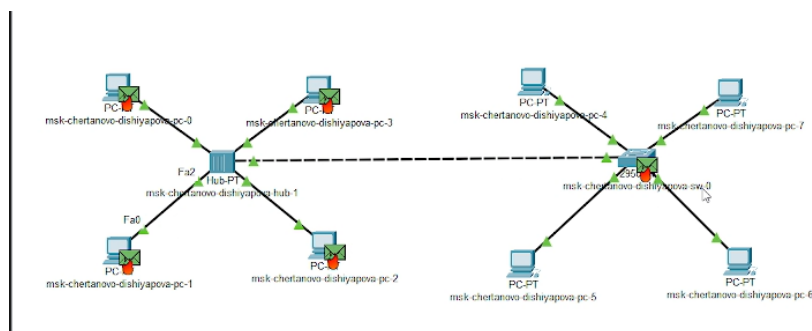 PC-PT
msk-chertanovo-dishiyapova-pc-0
msk-chertanovo-dishiyapova-pc-3
PC-PT
msk-chertanovo-dishiyapova-pc-4
PC-PT
msk-chertanovo-dishiyapova-pc-7
Fa2
Hub-PT
msk-chertanovo-dishiyapova-hub-1
msk-chertanovo-dishiyapova-sw-0
Fa0
msk-chertanovo-dishiyapova-pc-1
msk-chertanovo-dishiyapova-pc-2
PC-PT
msk-chertanovo-dishiyapova-pc-5
PC-PT
msk-chertanovo-dishiyapova-pc-6